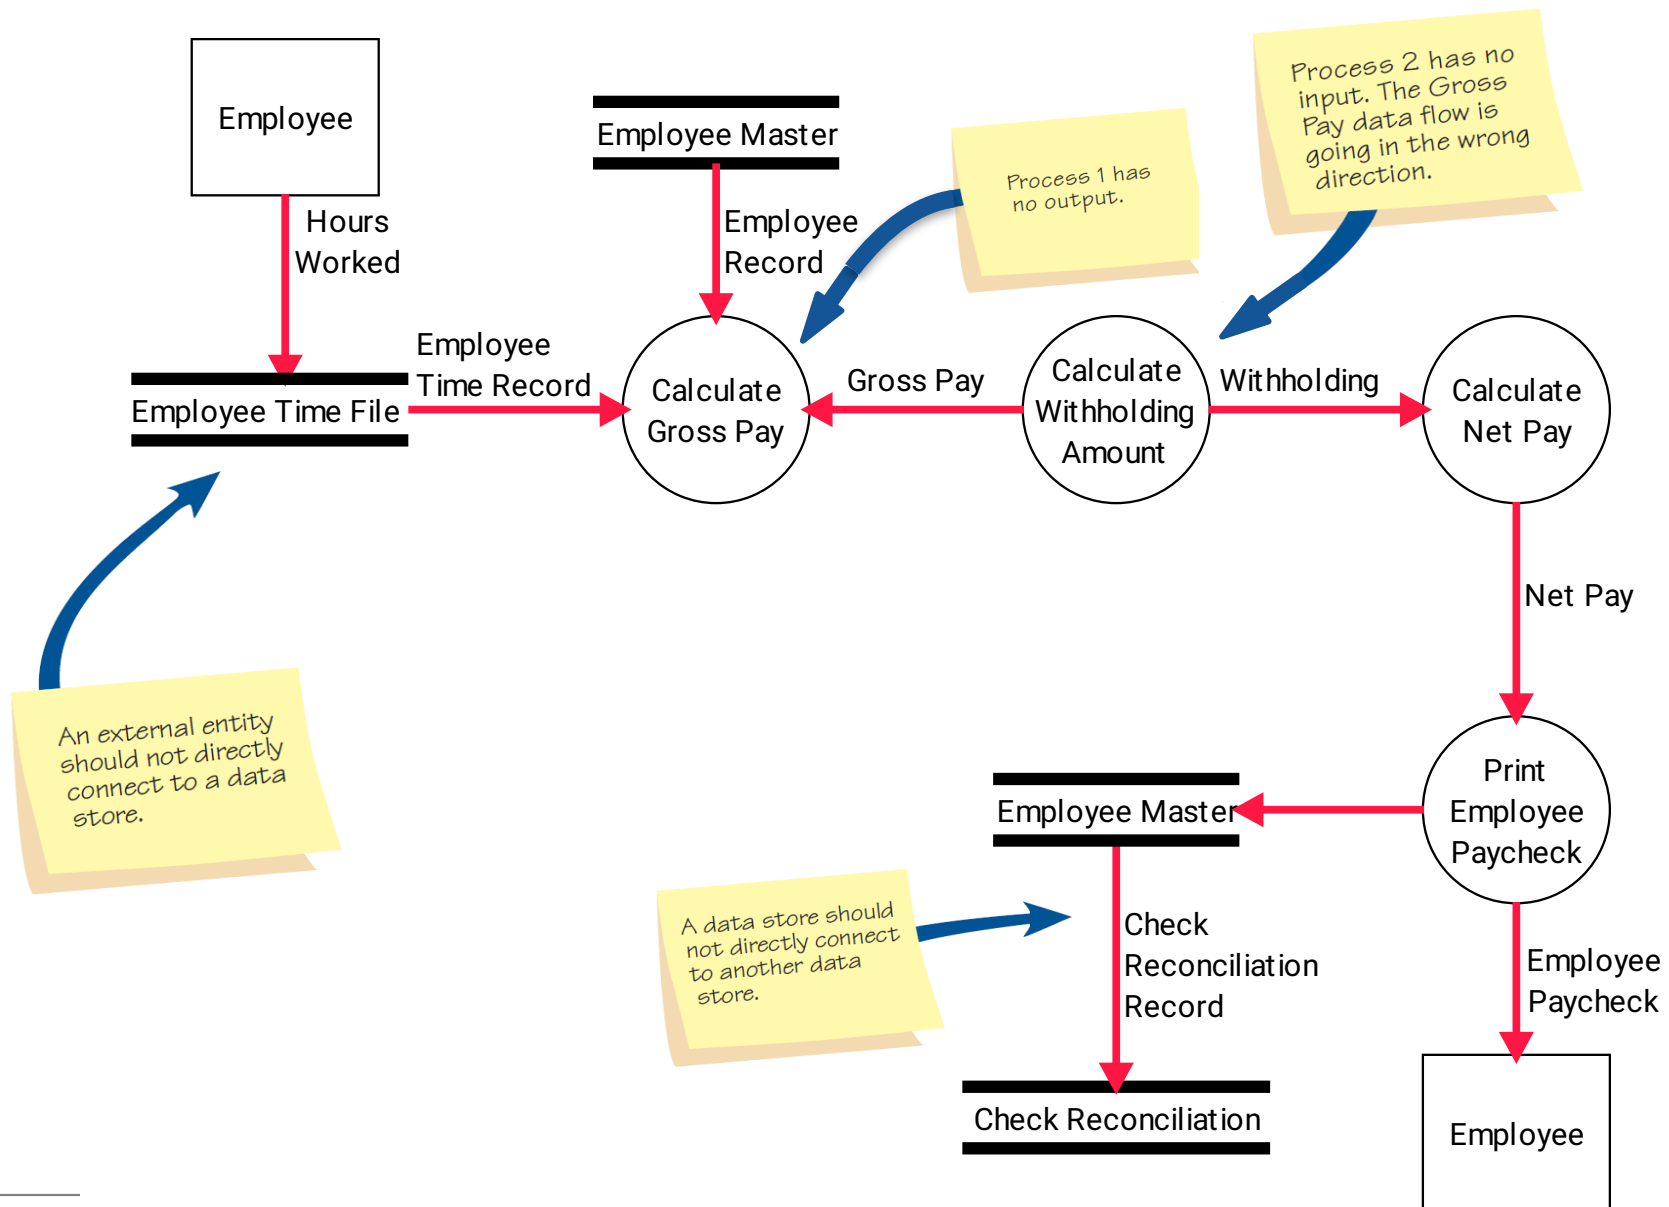 Employee
Hours
Worked
Employee Master
Employee
Record
Process 1 has
no output.
Process 2 has no
input. The Gross
Pay data flow is
going in the wrong
direction.
Employee
Time Record
Employee Time File
Calculate
Gross Pay
Gross Pay
Calculate
Withholding
Amount
Withholding
Calculate
Net Pay
Net Pay
An external entity
should not directly
connect to a data
store.
Print
Employee
Paycheck
Employee Master
A data store should
not directly connect
to another data
store.
Check
Reconciliation
Record
Employee
Paycheck
Check Reconciliation
Employee